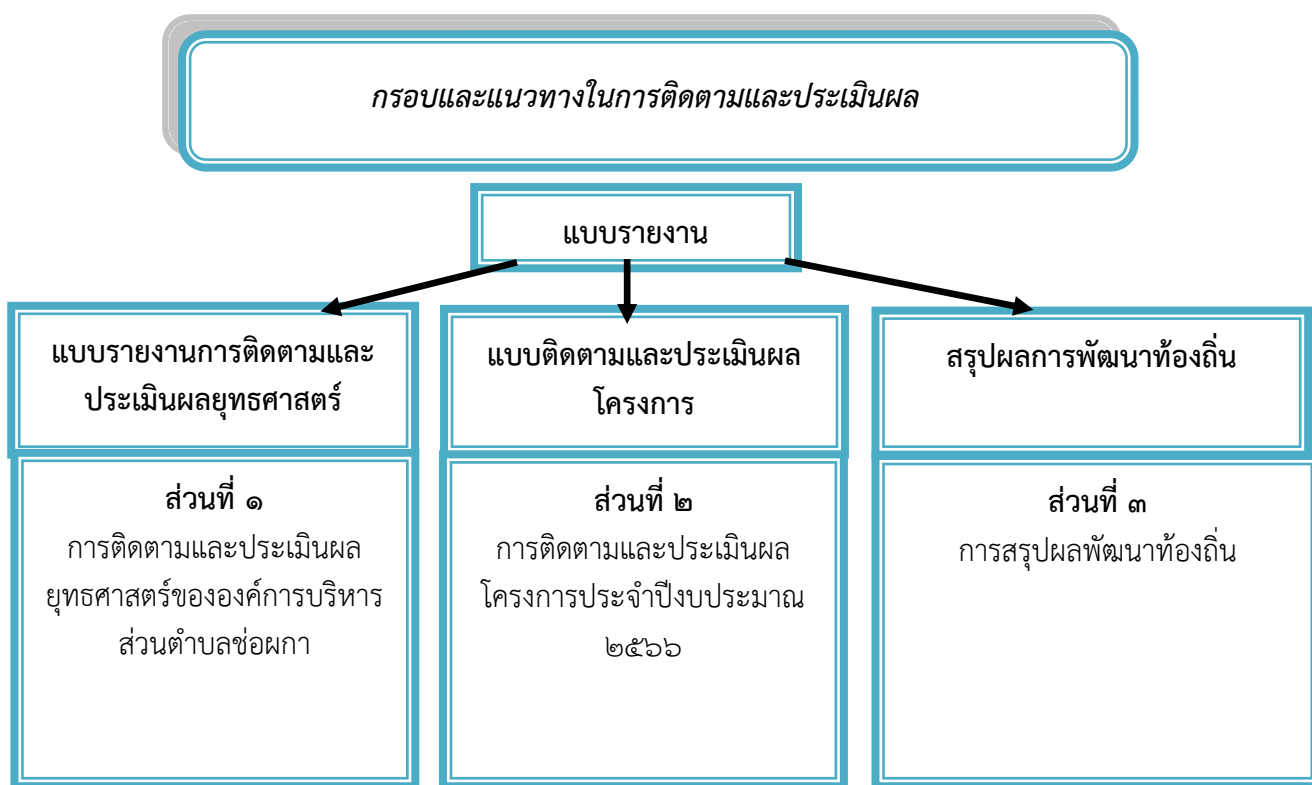 กรอบและแนวทางในการติดตามและประเมินผล
แบบรายงาน
แบบรายงานการติดตามและ
ประเมินผลยุทธศาสตร์
ส่วนที่ ๑
การติดตามและประเมินผล
ยุทธศาสตร์ขององค์การบริหาร
ส่วนตำบลช่อผกา
แบบติดตามและประเมินผล
โครงการ
ส่วนที่ ๒
การติดตามและประเมินผล
โครงการประจำปีงบประมาณ
๒๕๖๖
สรุปผลการพัฒนาท้องถิ่น
ส่วนที่ ๓
การสรุปผลพัฒนาท้องถิ่น